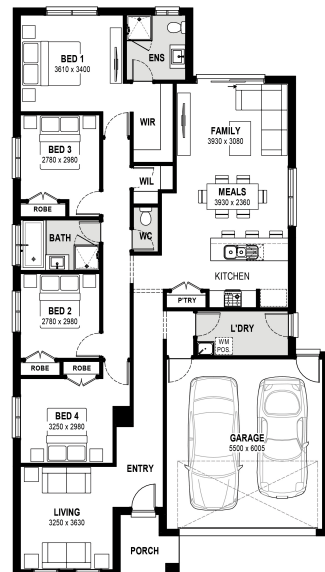 BED 1
3610 x 3400
ENS
WIR
FAMILY
3930 x 3080
BED 3
2780 x 2980
WIL
ROBE
MEALS
3930 x 2360
BATH
WC
KITCHEN
BED 2
2780 x 2980
P'TRY
L'DRY
WM
POS.
ROBE
ROBE
BED 4
3250 x 2980
GARAGE
5500 x 6005
ENTRY
LIVING
3250 x 3630
PORCH